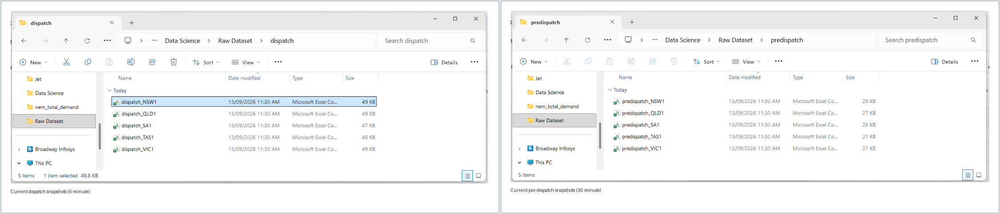 dispatch
Data Science
Raw Dataset
dispatch
Search dispatch
New
Sort
View
Details
Name
Date modified
Type
Size
Jet
Data Science
nem_total_demand
Raw Dataset
Broadway Infosys
This PC
Today
dispatch_NSW1 13/09/2026 11:30 AM Microsoft Excel Co... 49 KB
dispatch_QLD1 13/09/2026 11:30 AM Microsoft Excel Co... 49 KB
dispatch_SA1 13/09/2026 11:30 AM Microsoft Excel Co... 47 KB
dispatch_TAS1 13/09/2026 11:30 AM Microsoft Excel Co... 48 KB
dispatch_VIC1 13/09/2026 11:30 AM Microsoft Excel Co... 49 KB
5 items 1 item selected 48.8 KB
Current dispatch snapshots (5-minute)
predispatch
Data Science
Raw Dataset
predispatch
Search predispatch
New
Sort
View
Details
Name
Date modified
Type
Size
Jet
Data Science
nem_total_demand
Raw Dataset
Broadway Infosys
This PC
Today
predispatch_NSW1 13/09/2026 11:30 AM Microsoft Excel Co... 28 KB
predispatch_QLD1 13/09/2026 11:30 AM Microsoft Excel Co... 27 KB
predispatch_SA1 13/09/2026 11:30 AM Microsoft Excel Co... 26 KB
predispatch_TAS1 13/09/2026 11:30 AM Microsoft Excel Co... 27 KB
predispatch_VIC1 13/09/2026 11:30 AM Microsoft Excel Co... 27 KB
5 items
Current pre-dispatch snapshots (30-minute)